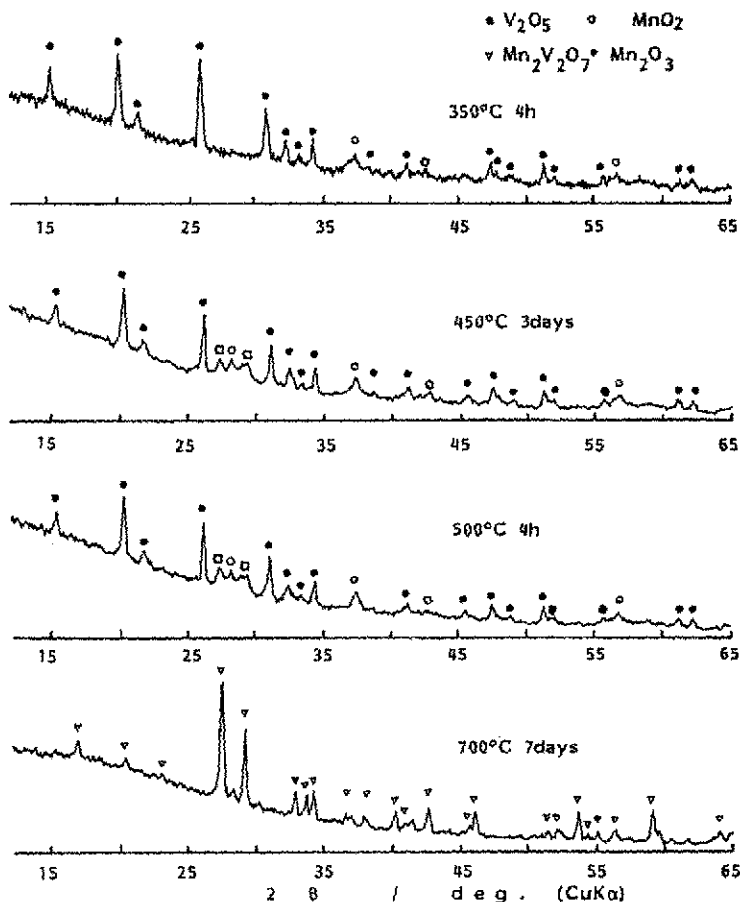 V2O5 MnO2
Mn2V2O7 Mn2O3
350°C 4h
15 25 35 45 55 65
450°C 3days
15 25 35 45 55 65
500°C 4h
15 25 35 45 55 65
700°C 7days
15 25 35 45 55 65
2θ / deg. (CuKα)